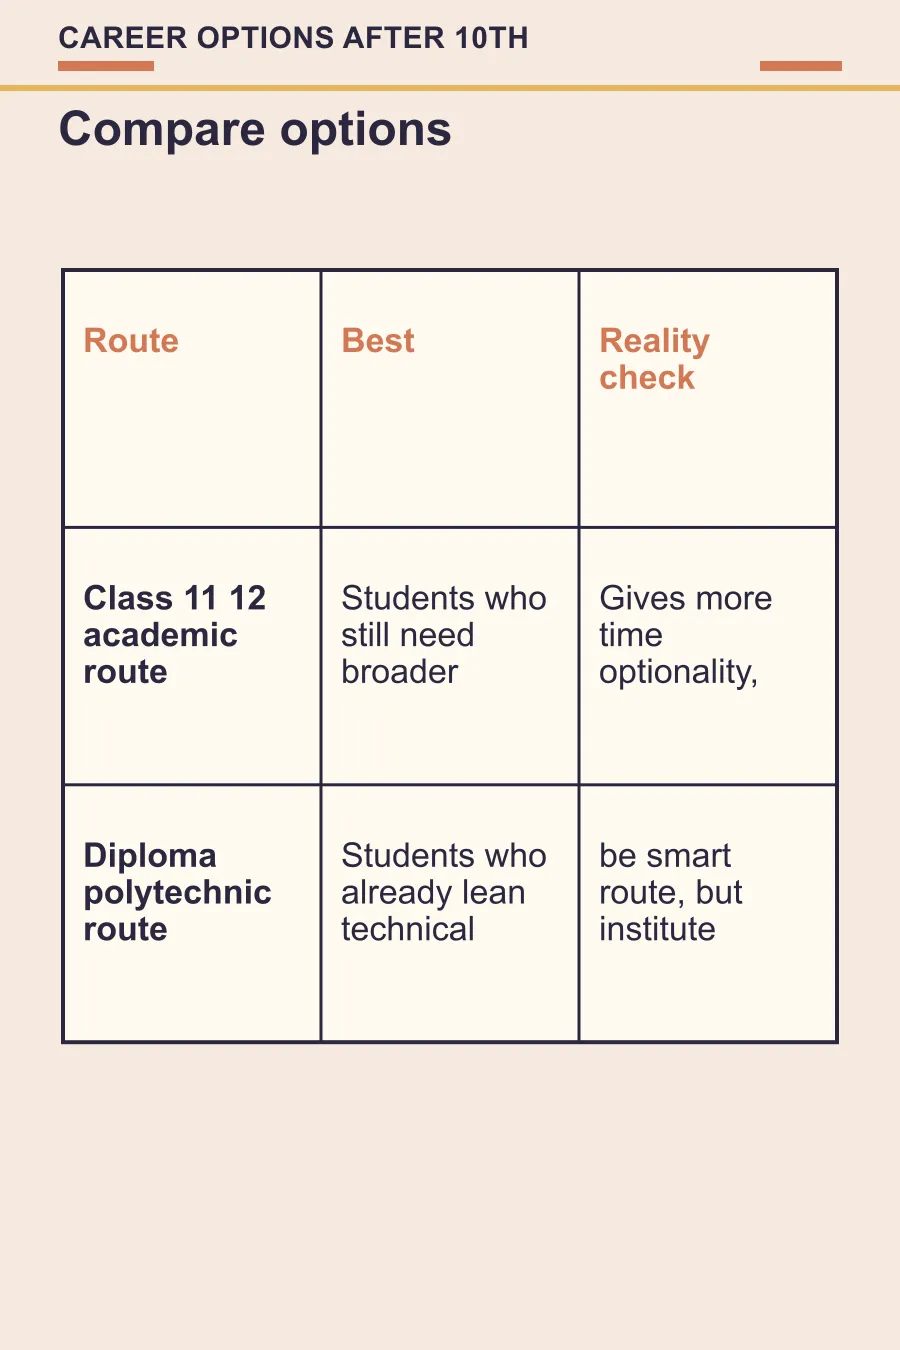 CAREER OPTIONS AFTER 10TH
Compare options
Route
Best
Reality
check
Class 11 12
academic
route
Students who
still need
broader
Gives more
time
optionality,
Diploma
polytechnic
route
Students who
already lean
technical
be smart
route, but
institute